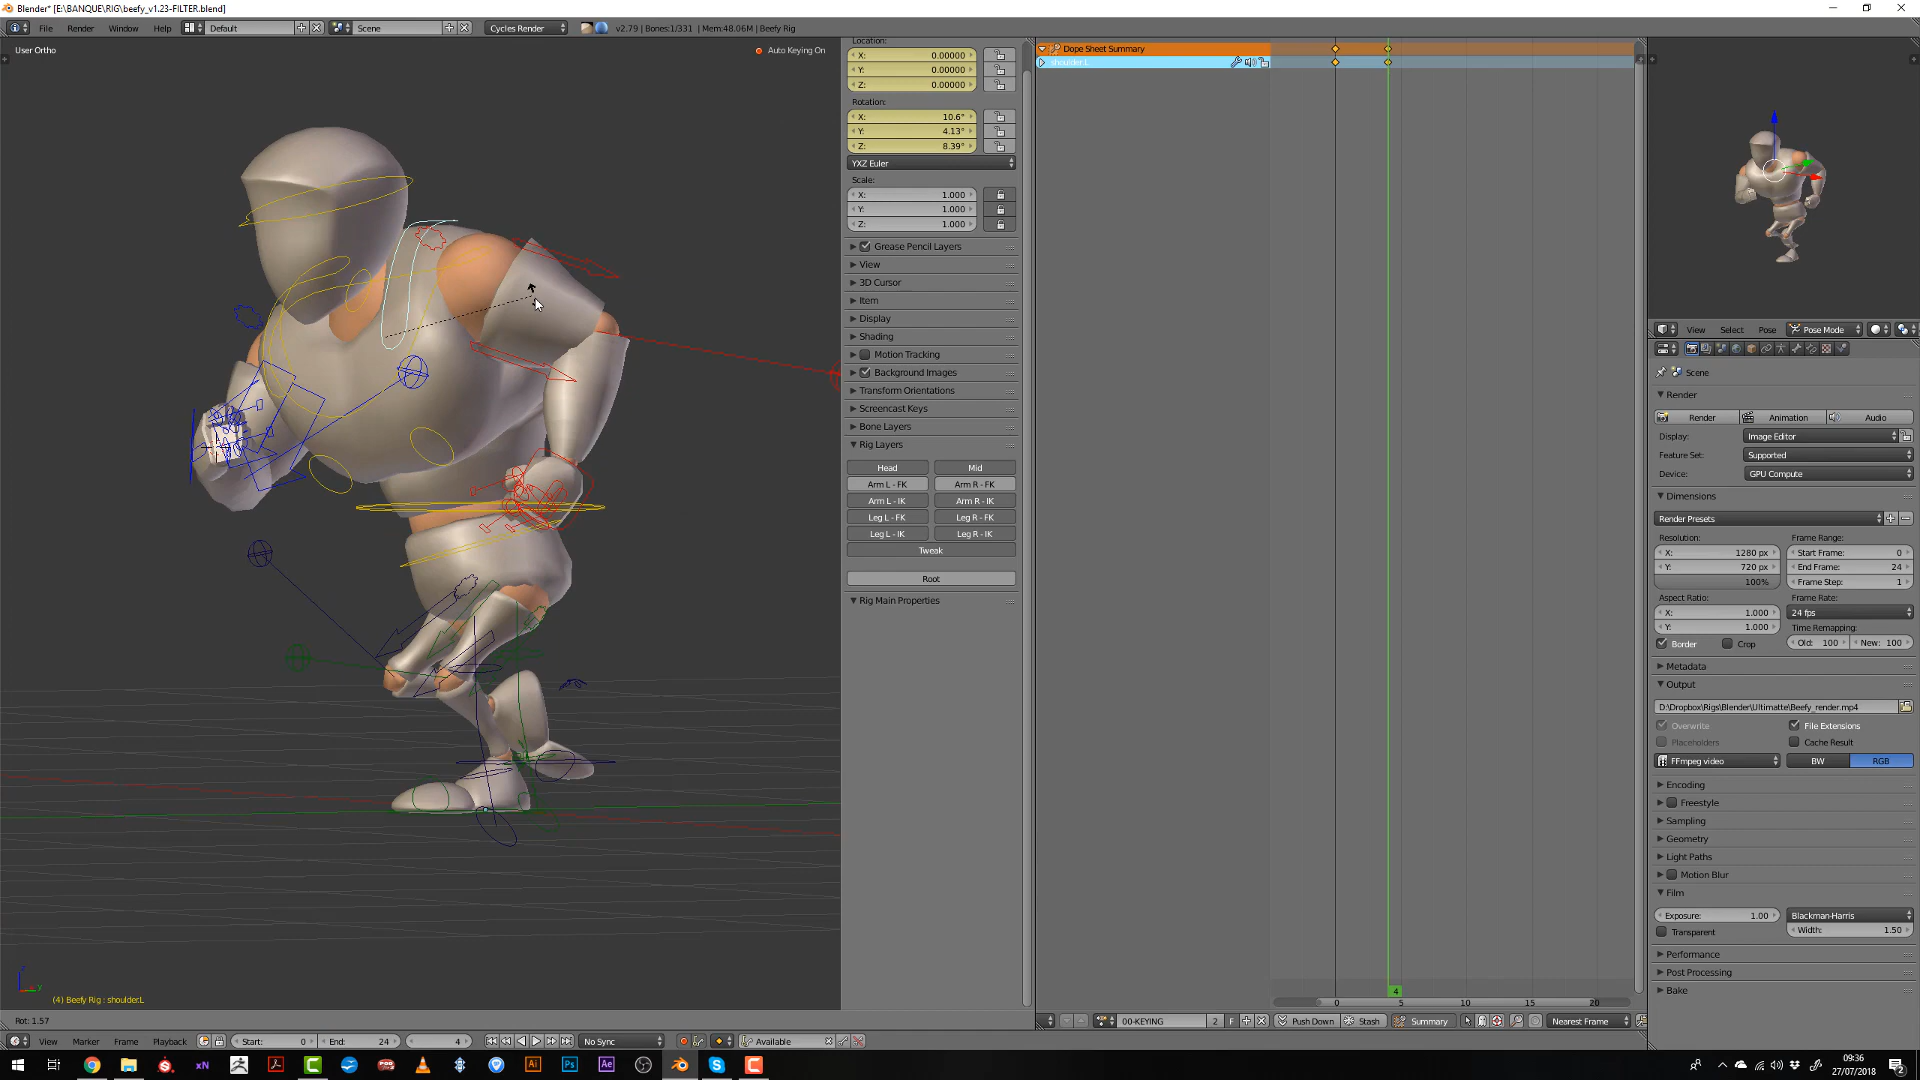 Blender* [E:\BANQUE\RIG\beefy_v1.23-FILTER.blend]
File Render Window Help Default Scene Cycles Render v2.79 | Bones:1/331 | Mem:48.06M | Beefy Rig
User Ortho
Auto Keying On
Location:
X: 0.00000
Y: 0.00000
Z: 0.00000
Rotation:
X: 10.6°
Y: 4.13°
Z: 8.39°
YXZ Euler
Scale:
X: 1.000
Y: 1.000
Z: 1.000
Grease Pencil Layers
View
3D Cursor
Item
Display
Shading
Motion Tracking
Background Images
Transform Orientations
Screencast Keys
Bone Layers
Rig Layers
Head Mid
Arm L - FK Arm R - FK
Arm L - IK Arm R - IK
Leg L - FK Leg R - FK
Leg L - IK Leg R - IK
Tweak
Root
Rig Main Properties
Dope Sheet Summary
shoulder.L
4
0 5 10 15 20
00-KEYING 2 F Push Down Stash Summary Nearest Frame
View Select Pose Pose Mode
Scene
Render
Render Animation Audio
Display: Image Editor
Feature Set: Supported
Device: GPU Compute
Dimensions
Render Presets
Resolution: Frame Range:
X: 1280 px Start Frame: 0
Y: 720 px End Frame: 24
100% Frame Step: 1
Aspect Ratio: Frame Rate:
X: 1.000 24 fps
Y: 1.000 Time Remapping:
Border Crop Old: 100 New: 100
Metadata
Output
D:\Dropbox\Rigs\Blender\Ultimatte\Beefy_render.mp4
Overwrite File Extensions
Placeholders Cache Result
FFmpeg video BW RGB
Encoding
Freestyle
Sampling
Geometry
Light Paths
Motion Blur
Film
Exposure: 1.00 Blackman-Harris
Transparent Width: 1.50
Performance
Post Processing
Bake
(4) Beefy Rig : shoulder.L
Rot: 1.57
View Marker Frame Playback Start: 0 End: 24 4 No Sync Available
xN Ai Ps Ae
09:36
27/07/2018